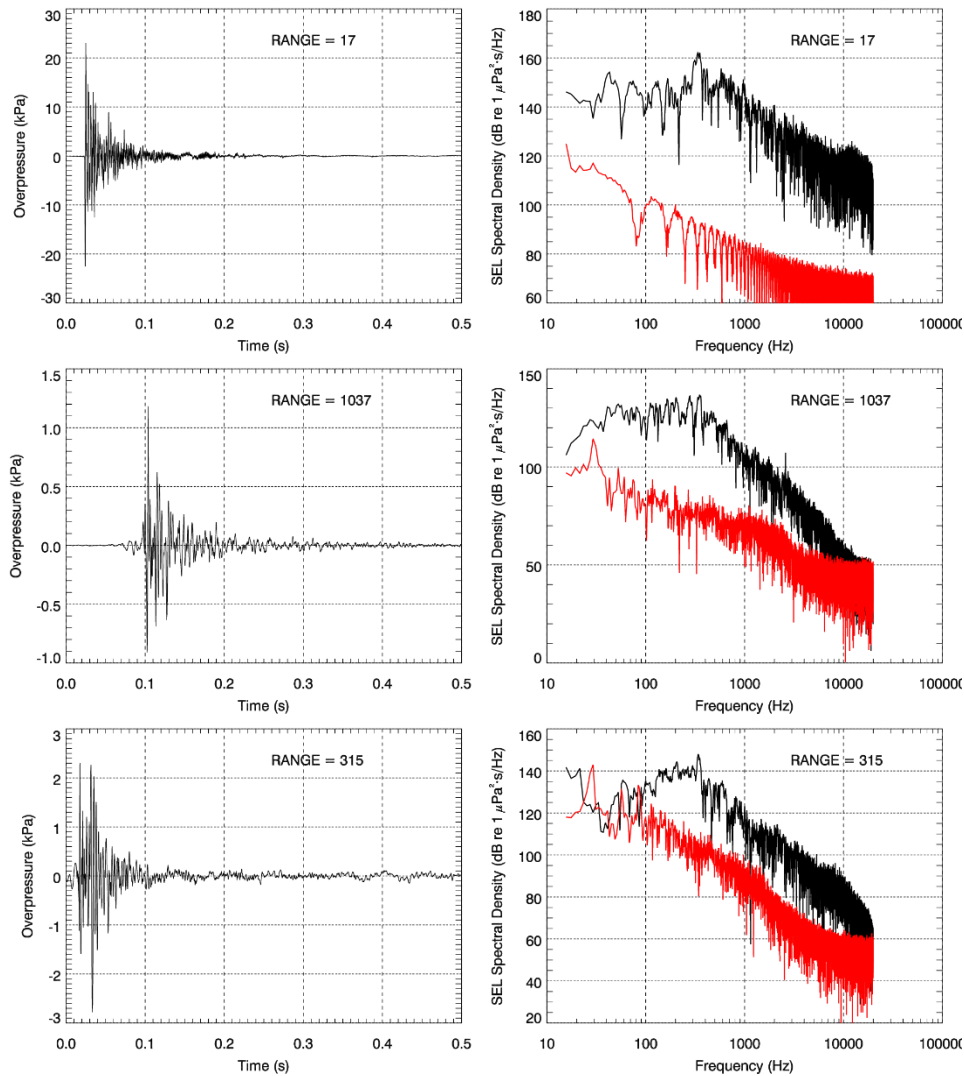 RANGE = 17
Overpressure (kPa)
30
20
10
0
-10
-20
-30
0.0 0.1 0.2 0.3 0.4 0.5
Time (s)
RANGE = 17
SEL Spectral Density (dB re 1 μPa²·s/Hz)
180
160
140
120
100
80
60
10 100 1000 10000 100000
Frequency (Hz)
RANGE = 1037
Overpressure (kPa)
1.5
1.0
0.5
0.0
-0.5
-1.0
0.0 0.1 0.2 0.3 0.4 0.5
Time (s)
RANGE = 1037
SEL Spectral Density (dB re 1 μPa²·s/Hz)
150
100
50
0
10 100 1000 10000 100000
Frequency (Hz)
RANGE = 315
Overpressure (kPa)
3
2
1
0
-1
-2
-3
0.0 0.1 0.2 0.3 0.4 0.5
Time (s)
RANGE = 315
SEL Spectral Density (dB re 1 μPa²·s/Hz)
160
140
120
100
80
60
40
20
10 100 1000 10000 100000
Frequency (Hz)